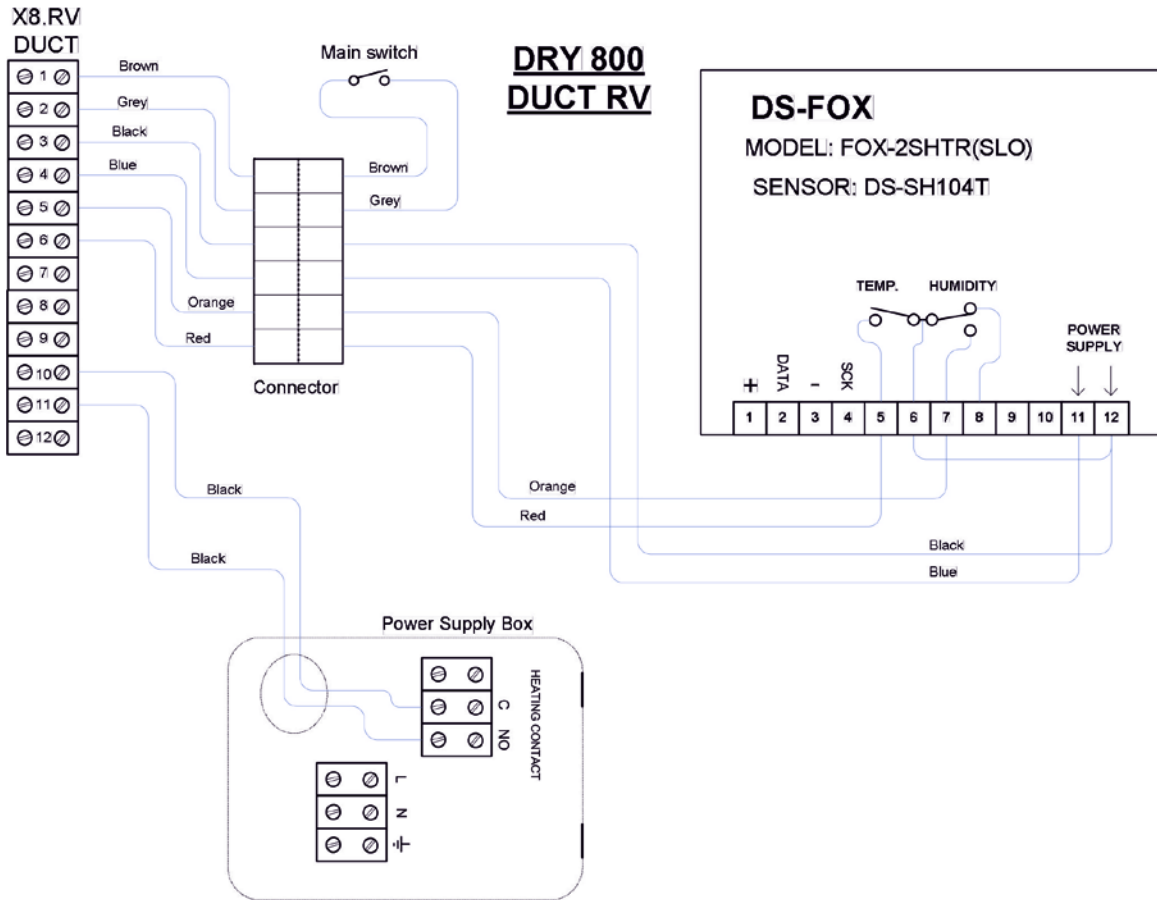 X8.RV
DUCT
1
2
3
4
5
6
7
8
9
10
11
12
Brown
Grey
Black
Blue
Orange
Red
Main switch
Brown
Grey
Connector
DRY 800
DUCT RV
DS-FOX
MODEL: FOX-2SHTR(SLO)
SENSOR: DS-SH104T
TEMP. HUMIDITY
POWER
SUPPLY
+
DATA
-
SCK
1 2 3 4 5 6 7 8 9 10 11 12
Orange
Red
Black
Blue
Black
Black
Power Supply Box
HEATING CONTACT
C
NO
L
N